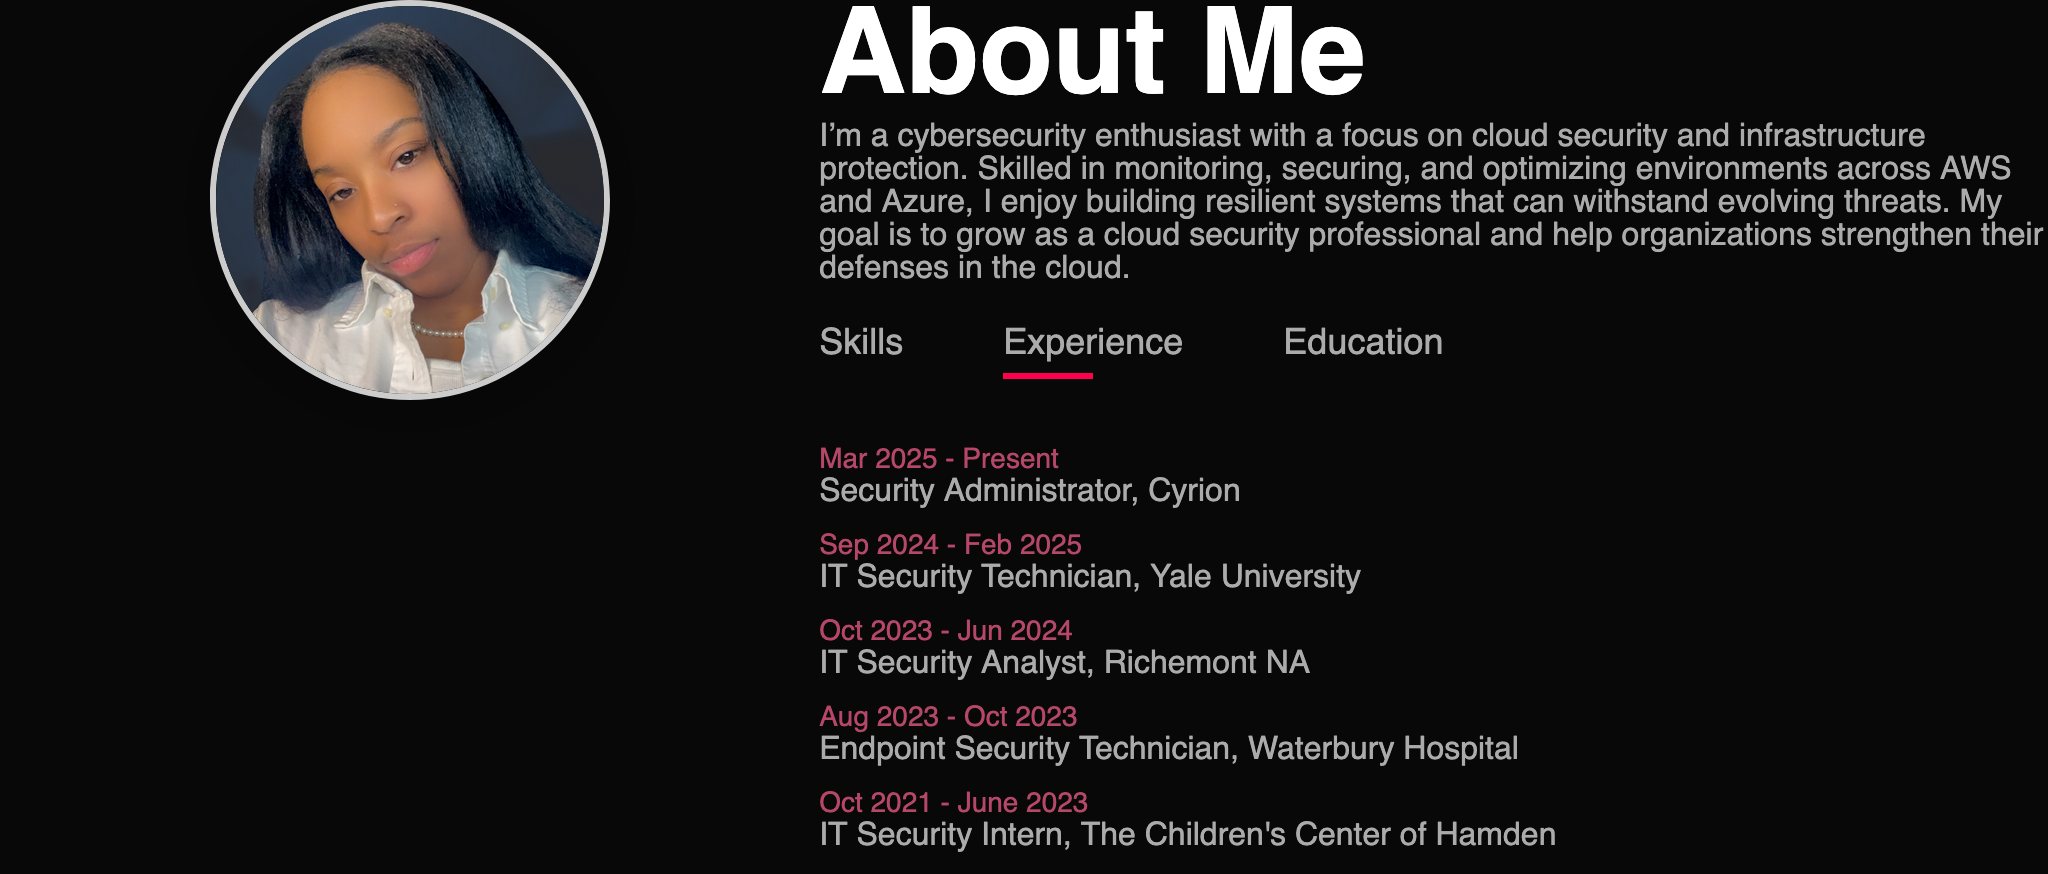 About Me
I’m a cybersecurity enthusiast with a focus on cloud security and infrastructure
protection. Skilled in monitoring, securing, and optimizing environments across AWS
and Azure, I enjoy building resilient systems that can withstand evolving threats. My
goal is to grow as a cloud security professional and help organizations strengthen their
defenses in the cloud.
Skills Experience Education
Mar 2025 - Present
Security Administrator, Cyrion
Sep 2024 - Feb 2025
IT Security Technician, Yale University
Oct 2023 - Jun 2024
IT Security Analyst, Richemont NA
Aug 2023 - Oct 2023
Endpoint Security Technician, Waterbury Hospital
Oct 2021 - June 2023
IT Security Intern, The Children's Center of Hamden